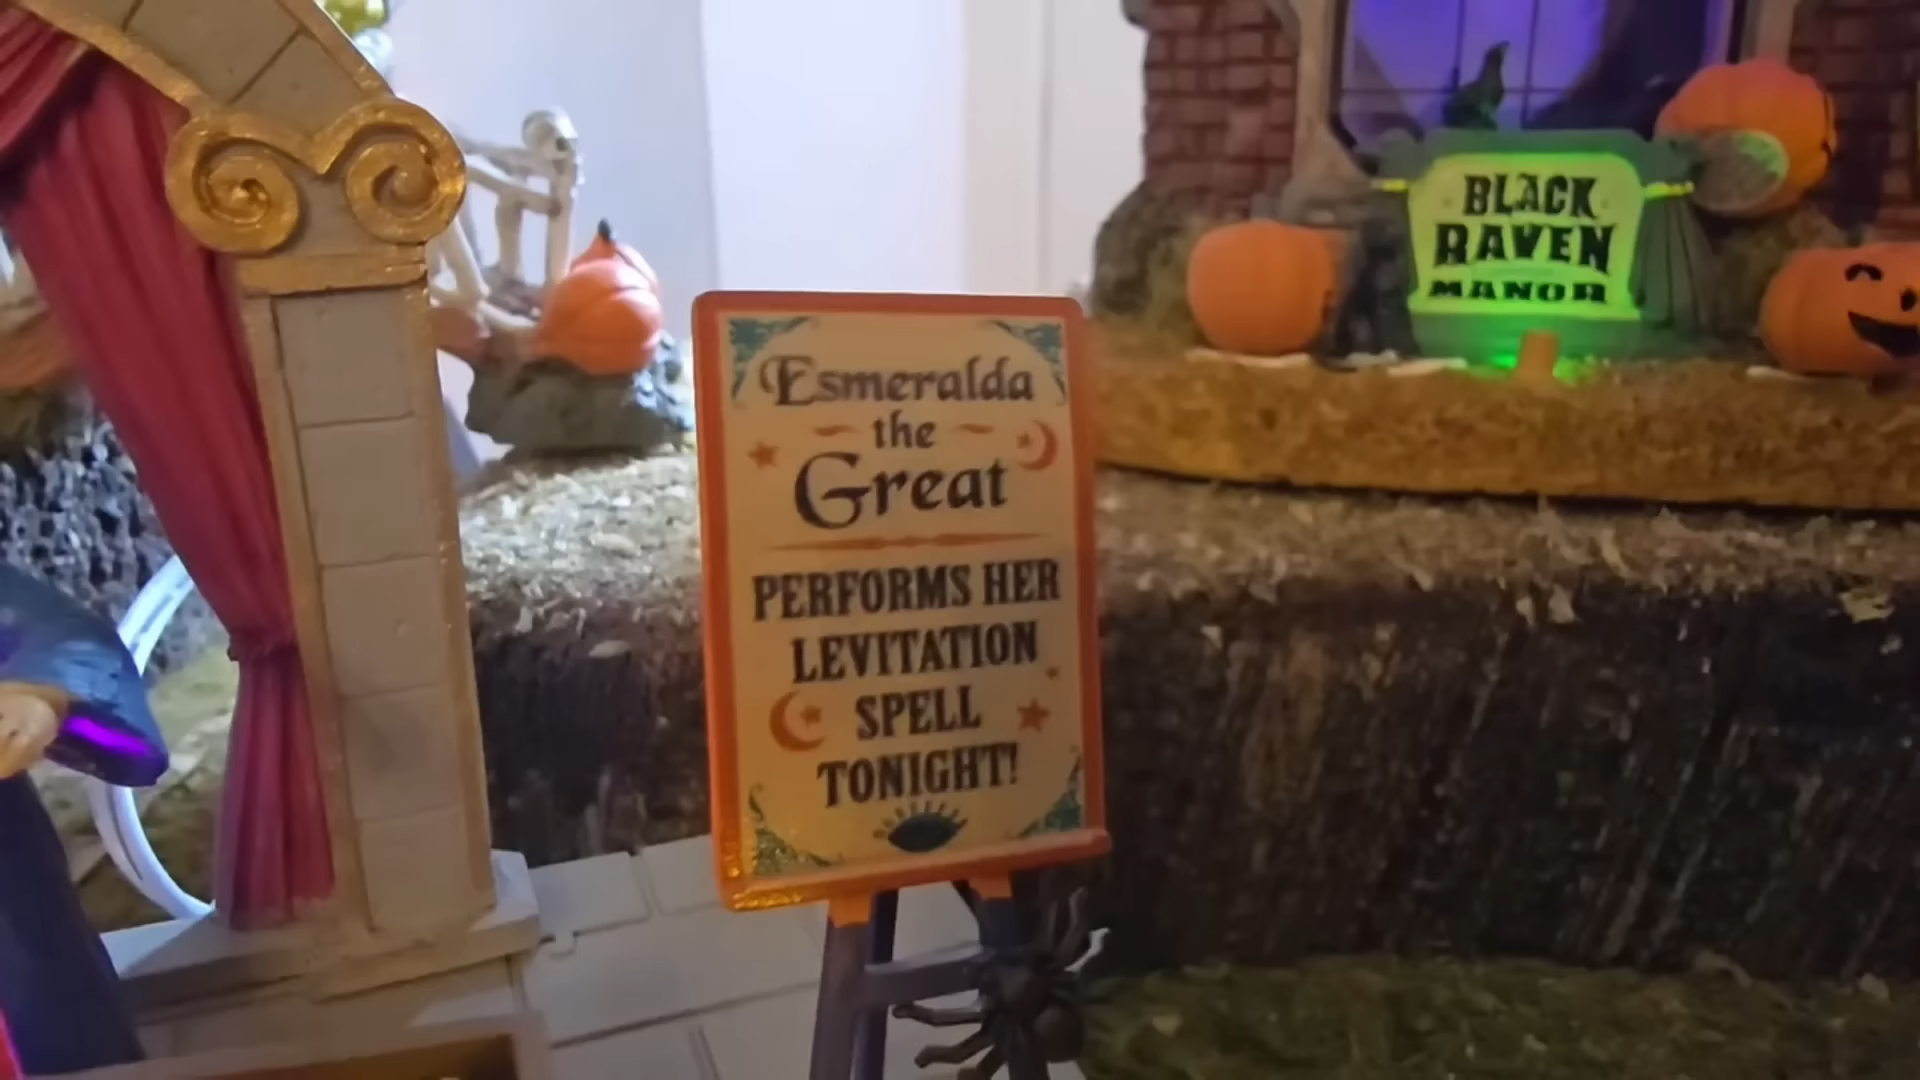 Esmeralda
the
Great
PERFORMS HER
LEVITATION
SPELL
TONIGHT!
BLACK
RAVEN
MANOR